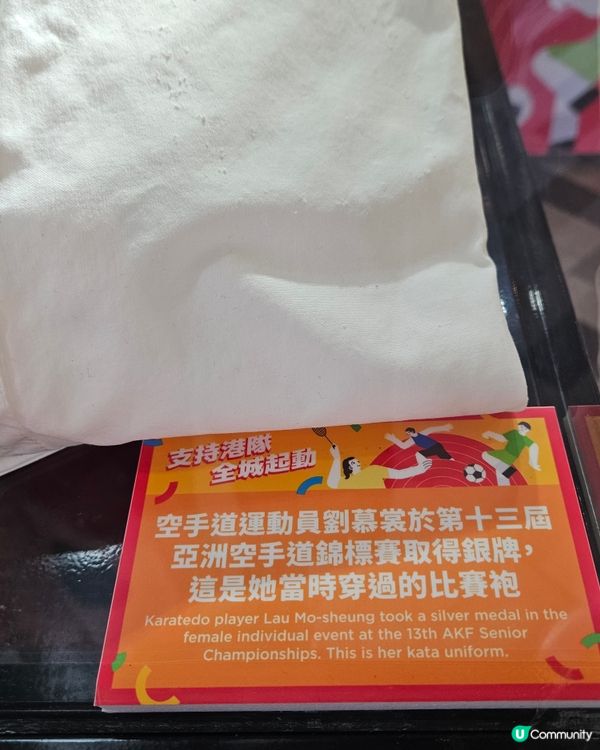 支持港隊
全城起動
空手道運動員劉慕裳於第十三屆
亞洲空手道錦標賽取得銀牌，
這是她當時穿過的比賽袍
Karatedo player Lau Mo-sheung took a silver medal in the
female individual event at the 13th AKF Senior
Championships. This is her kata uniform.
U Community